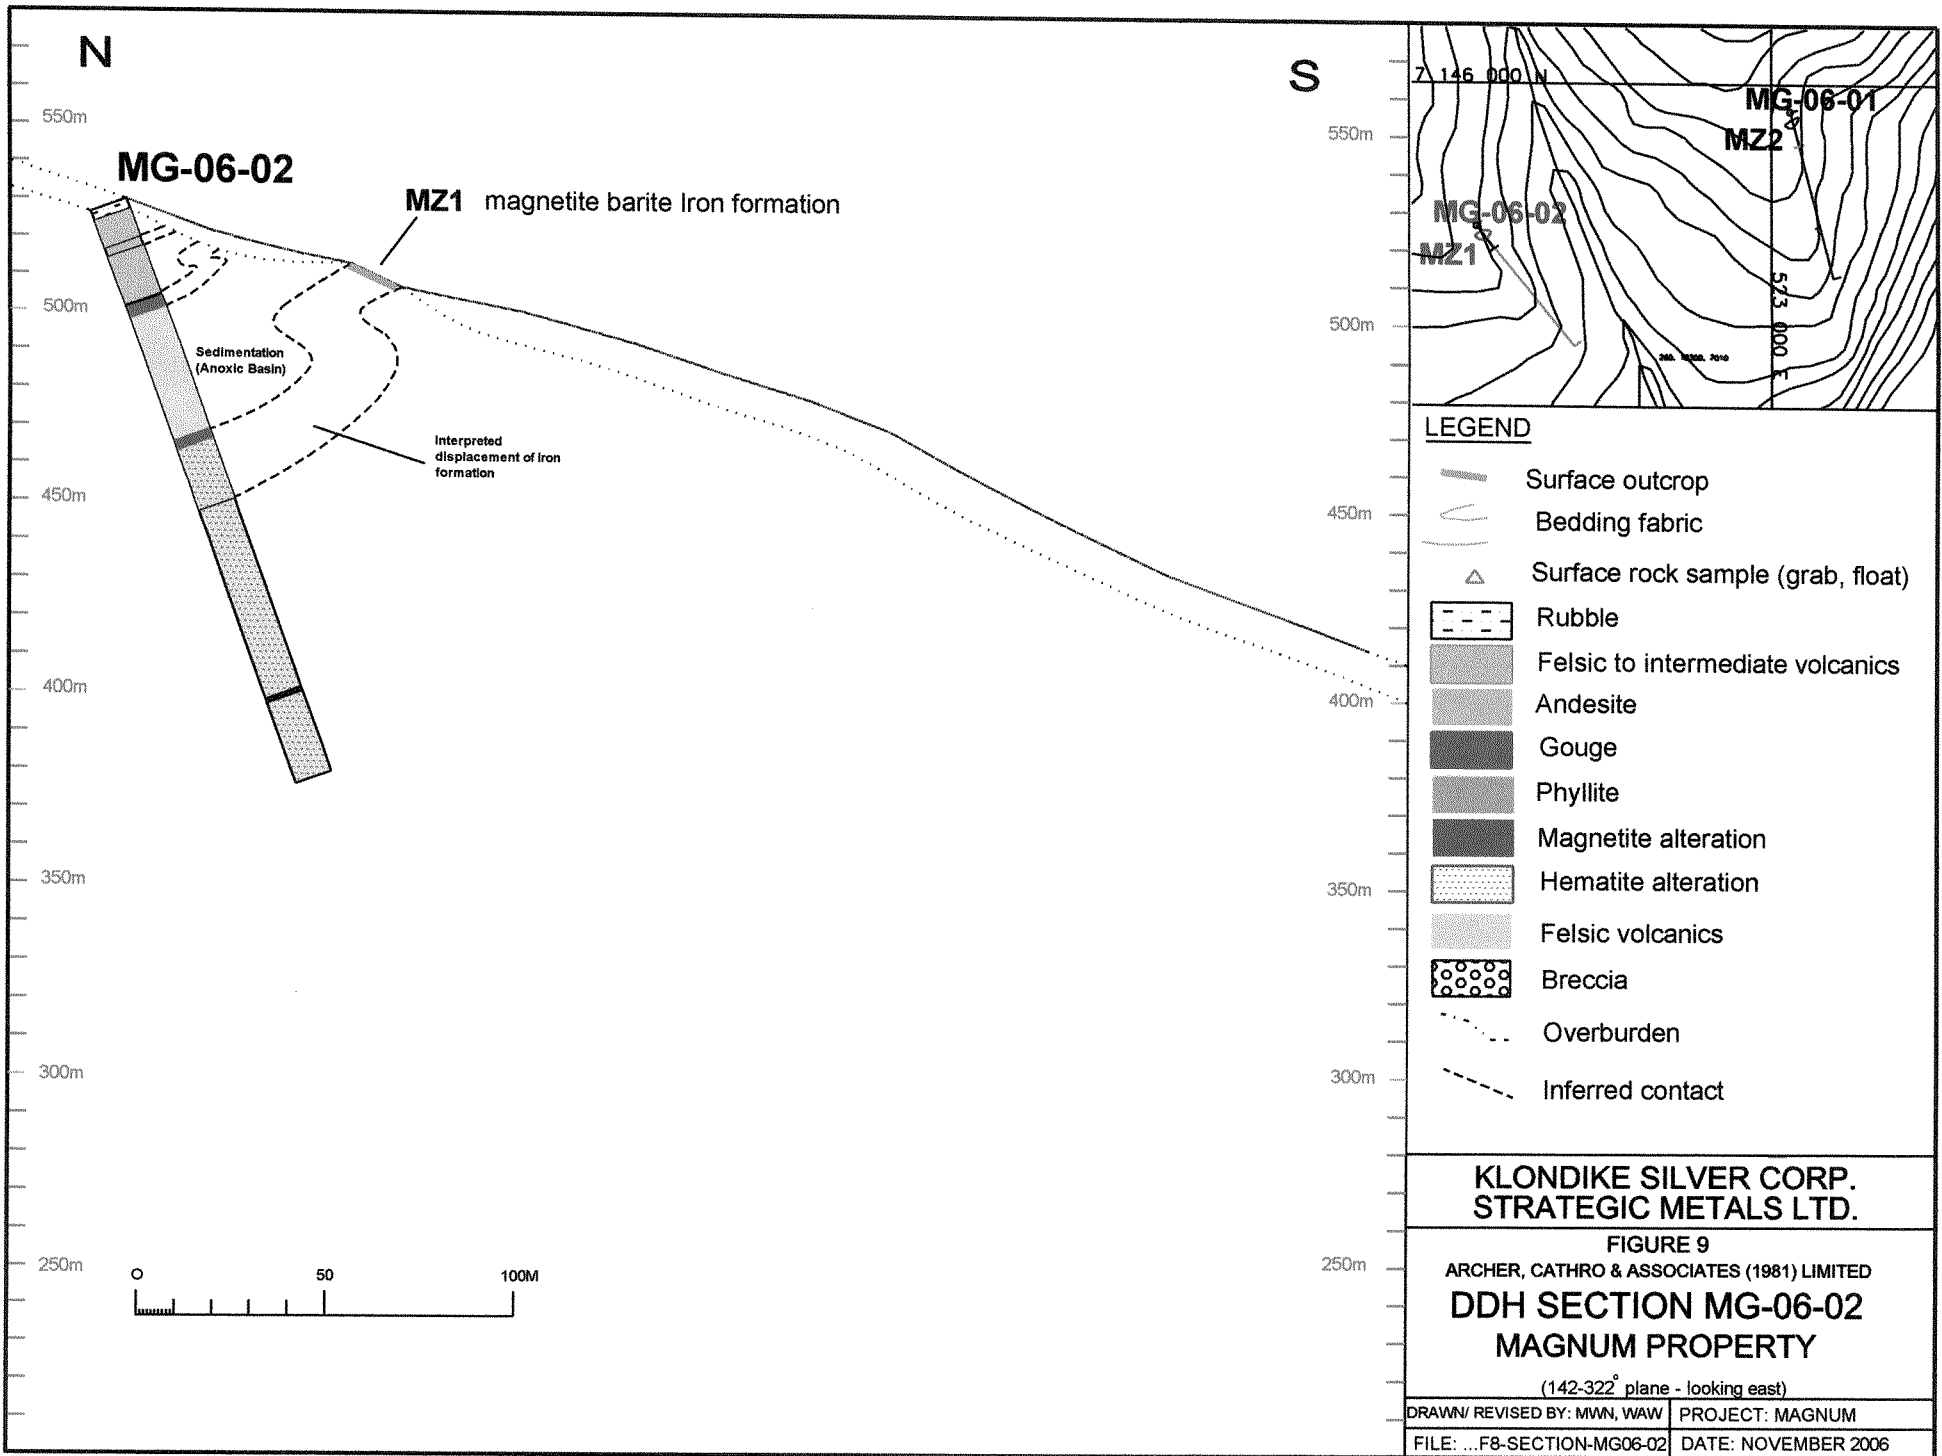 N
S
550m
500m
450m
400m
350m
300m
250m
MG-06-02
MZ1 magnetite barite Iron formation
Sedimentation
(Anoxic Basin)
Interpreted
displacement of iron
formation
O 50 100M
550m
500m
450m
400m
350m
300m
250m
7 146 000 N
MG-06-01
MZ2
MG-06-02
MZ1
523 000 E
LEGEND
Surface outcrop
Bedding fabric
Surface rock sample (grab, float)
Rubble
Felsic to intermediate volcanics
Andesite
Gouge
Phyllite
Magnetite alteration
Hematite alteration
Felsic volcanics
Breccia
Overburden
Inferred contact
KLONDIKE SILVER CORP.
STRATEGIC METALS LTD.
FIGURE 9
ARCHER, CATHRO & ASSOCIATES (1981) LIMITED
DDH SECTION MG-06-02
MAGNUM PROPERTY
(142-322° plane - looking east)
DRAWN/ REVISED BY: MWN, WAW
PROJECT: MAGNUM
FILE: ...F8-SECTION-MG06-02
DATE: NOVEMBER 2006